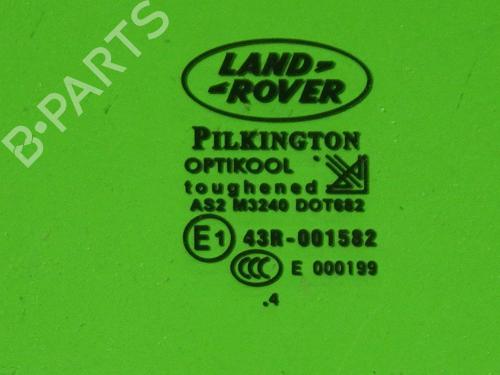 B-PARTS
LAND-
-ROVER
PILKINGTON
OPTIKOOL
toughened
AS2 M3240 DOT682
E1 43R-001582
CCC E 000199
.4